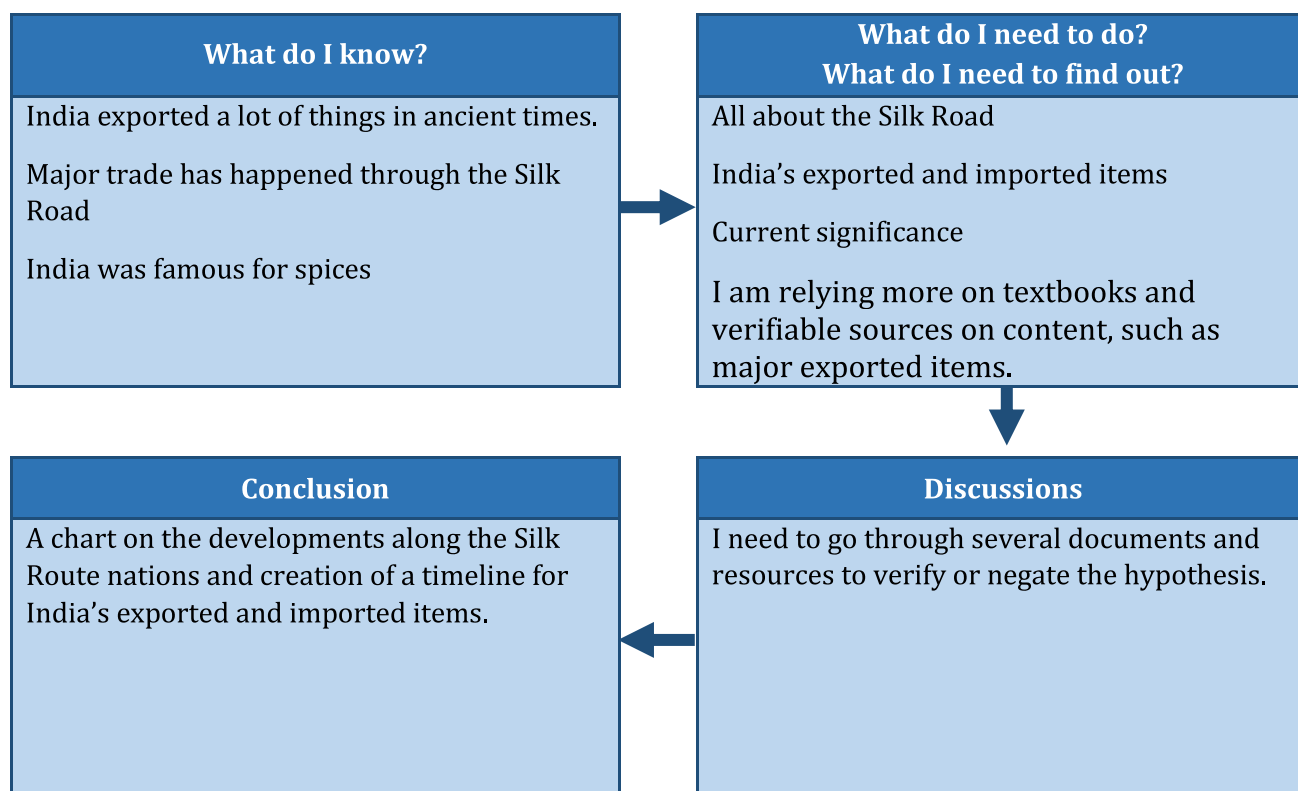 What do I know?
India exported a lot of things in ancient times.
Major trade has happened through the Silk
Road
India was famous for spices
What do I need to do?
What do I need to find out?
All about the Silk Road
India’s exported and imported items
Current significance
I am relying more on textbooks and
verifiable sources on content, such as
major exported items.
Discussions
I need to go through several documents and
resources to verify or negate the hypothesis.
Conclusion
A chart on the developments along the Silk
Route nations and creation of a timeline for
India’s exported and imported items.